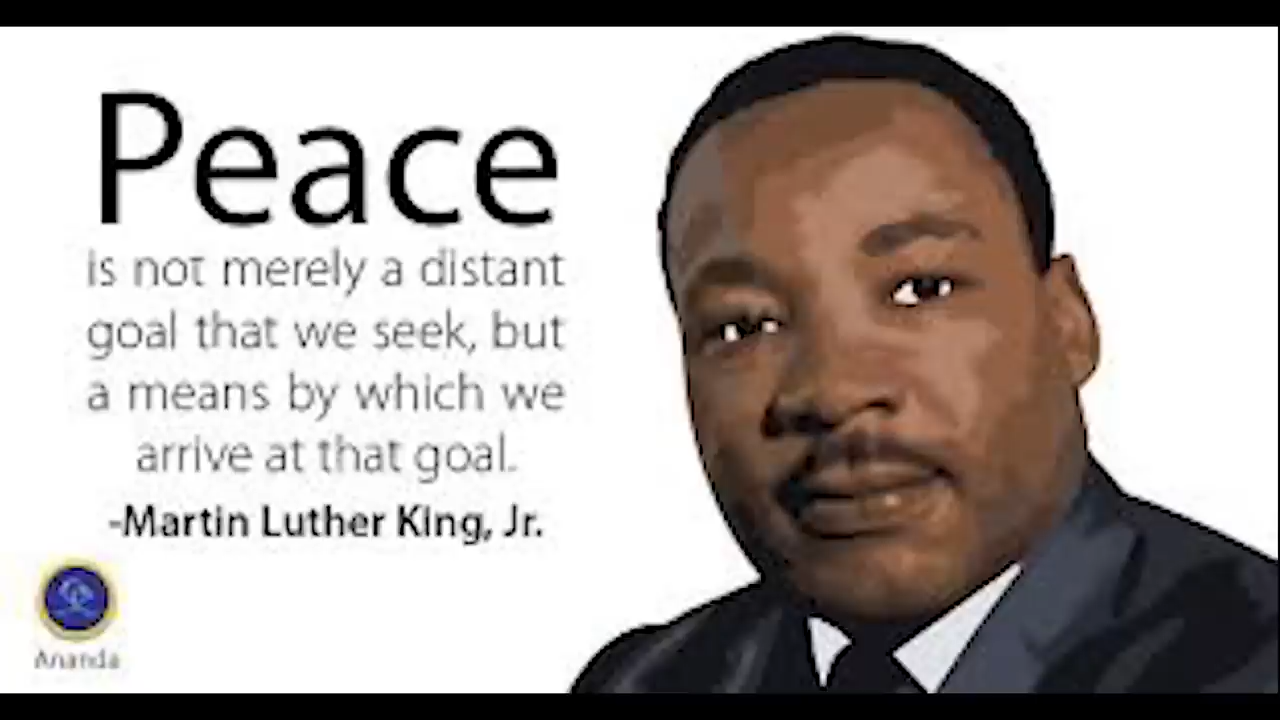 Peace
is not merely a distant
goal that we seek, but
a means by which we
arrive at that goal.
-Martin Luther King, Jr.
Ananda